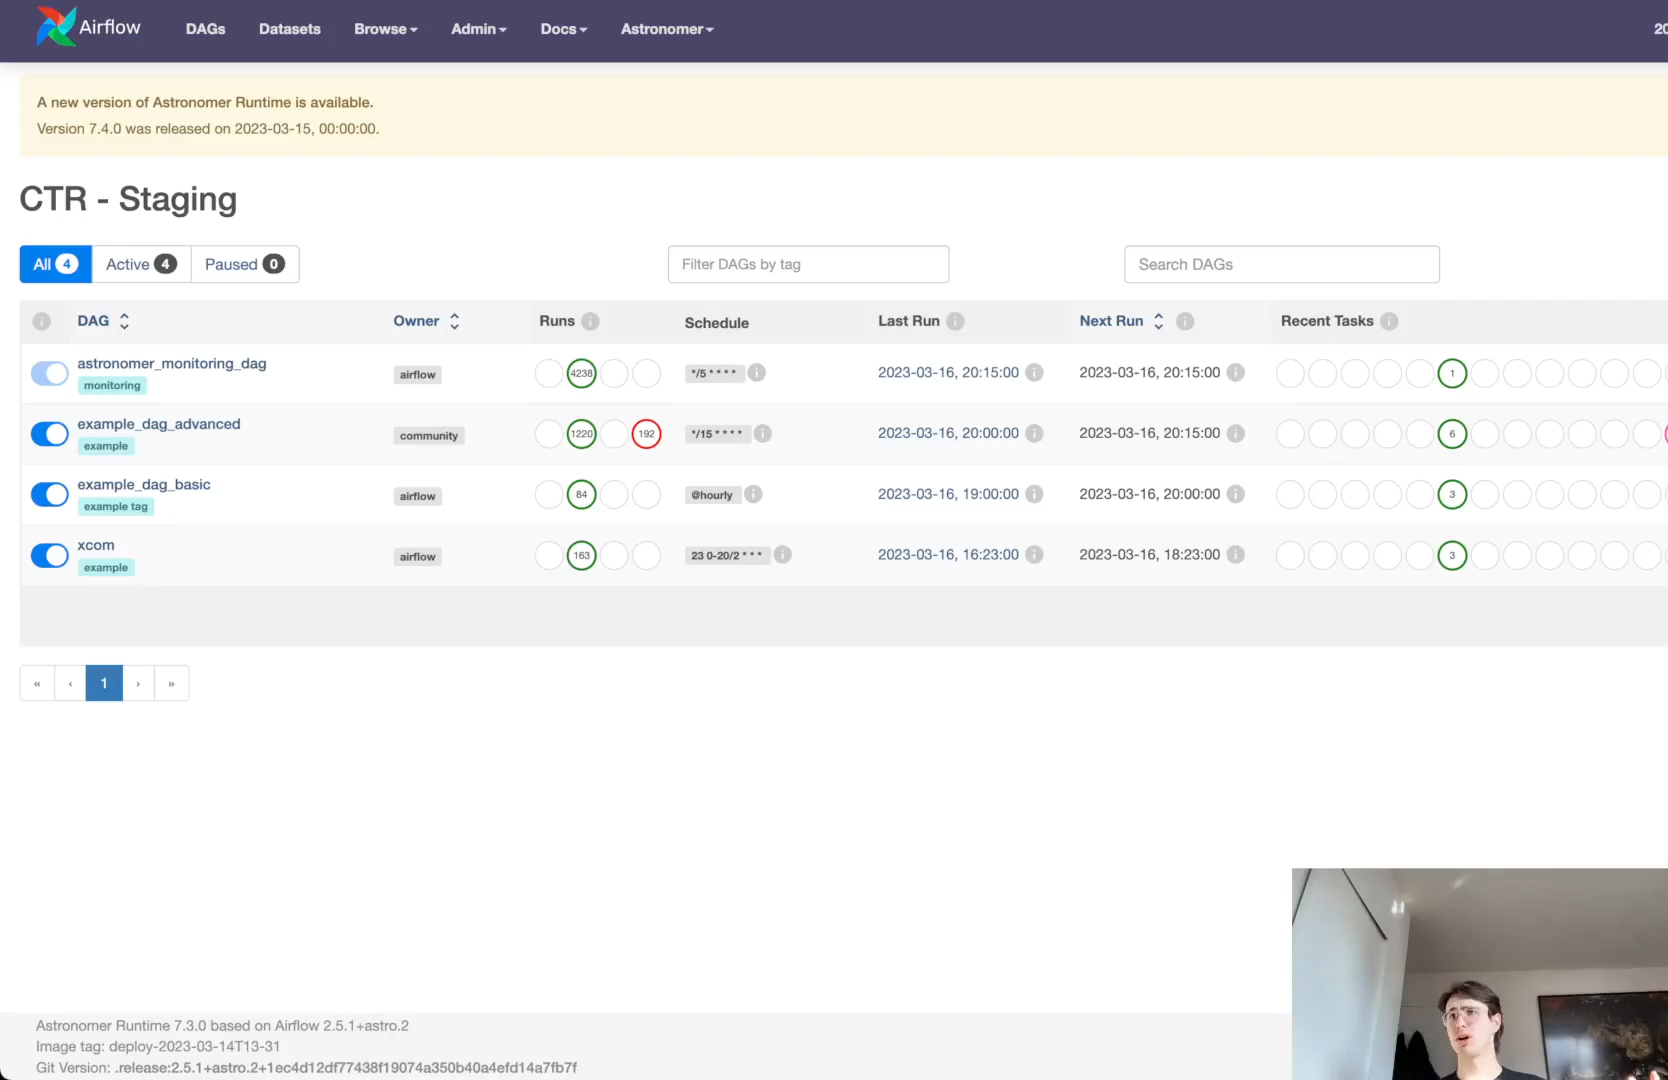 Airflow DAGs Datasets Browse Admin Docs Astronomer 20
A new version of Astronomer Runtime is available.
Version 7.4.0 was released on 2023-03-15, 00:00:00.
CTR - Staging
All 4 Active 4 Paused 0 Filter DAGs by tag Search DAGs
i DAG Owner Runs i Schedule Last Run i Next Run i Recent Tasks i
astronomer_monitoring_dag
monitoring
airflow 4238 */5 * * * * i 2023-03-16, 20:15:00 i 2023-03-16, 20:15:00 i 1
example_dag_advanced
example
community 1220 192 */15 * * * * i 2023-03-16, 20:00:00 i 2023-03-16, 20:15:00 i 6
example_dag_basic
example tag
airflow 84 @hourly i 2023-03-16, 19:00:00 i 2023-03-16, 20:00:00 i 3
xcom
example
airflow 163 23 0-20/2 * * * i 2023-03-16, 16:23:00 i 2023-03-16, 18:23:00 i 3
« ‹ 1 › »
Astronomer Runtime 7.3.0 based on Airflow 2.5.1+astro.2
Image tag: deploy-2023-03-14T13-31
Git Version: .release:2.5.1+astro.2+1ec4d12df77438f19074a350b40a4efd14a7fb7f